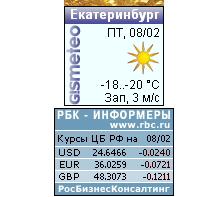 Екатеринбург
Gismeteo
ПТ, 08/02
-18..-20 °C
Зап, 3 м/с
РБК - ИНФОРМЕРЫ
www.rbc.ru
Курсы ЦБ РФ на 08/02
USD 24.6466 -0.0240
EUR 36.0259 -0.0721
GBP 48.3073 -0.1211
РосБизнесКонсалтинг